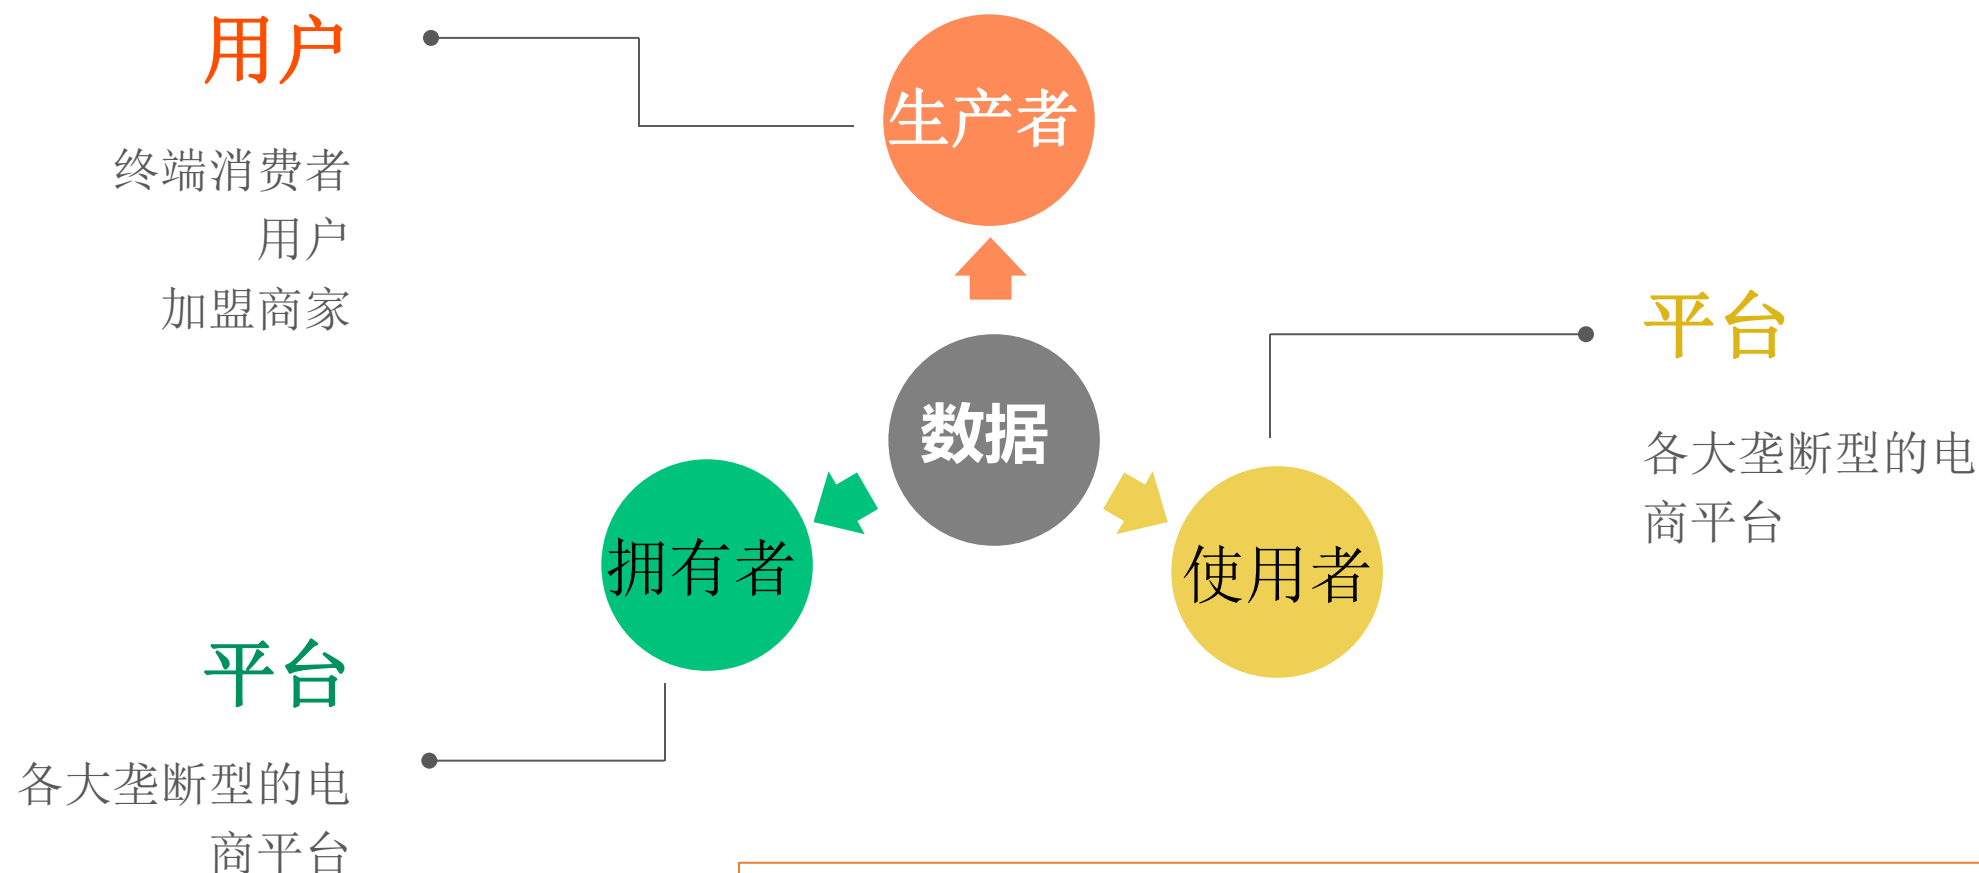 用户
终端消费者
用户
加盟商家
生产者
数据
平台
各大垄断型的电
商平台
拥有者
使用者
平台
各大垄断型的电
商平台